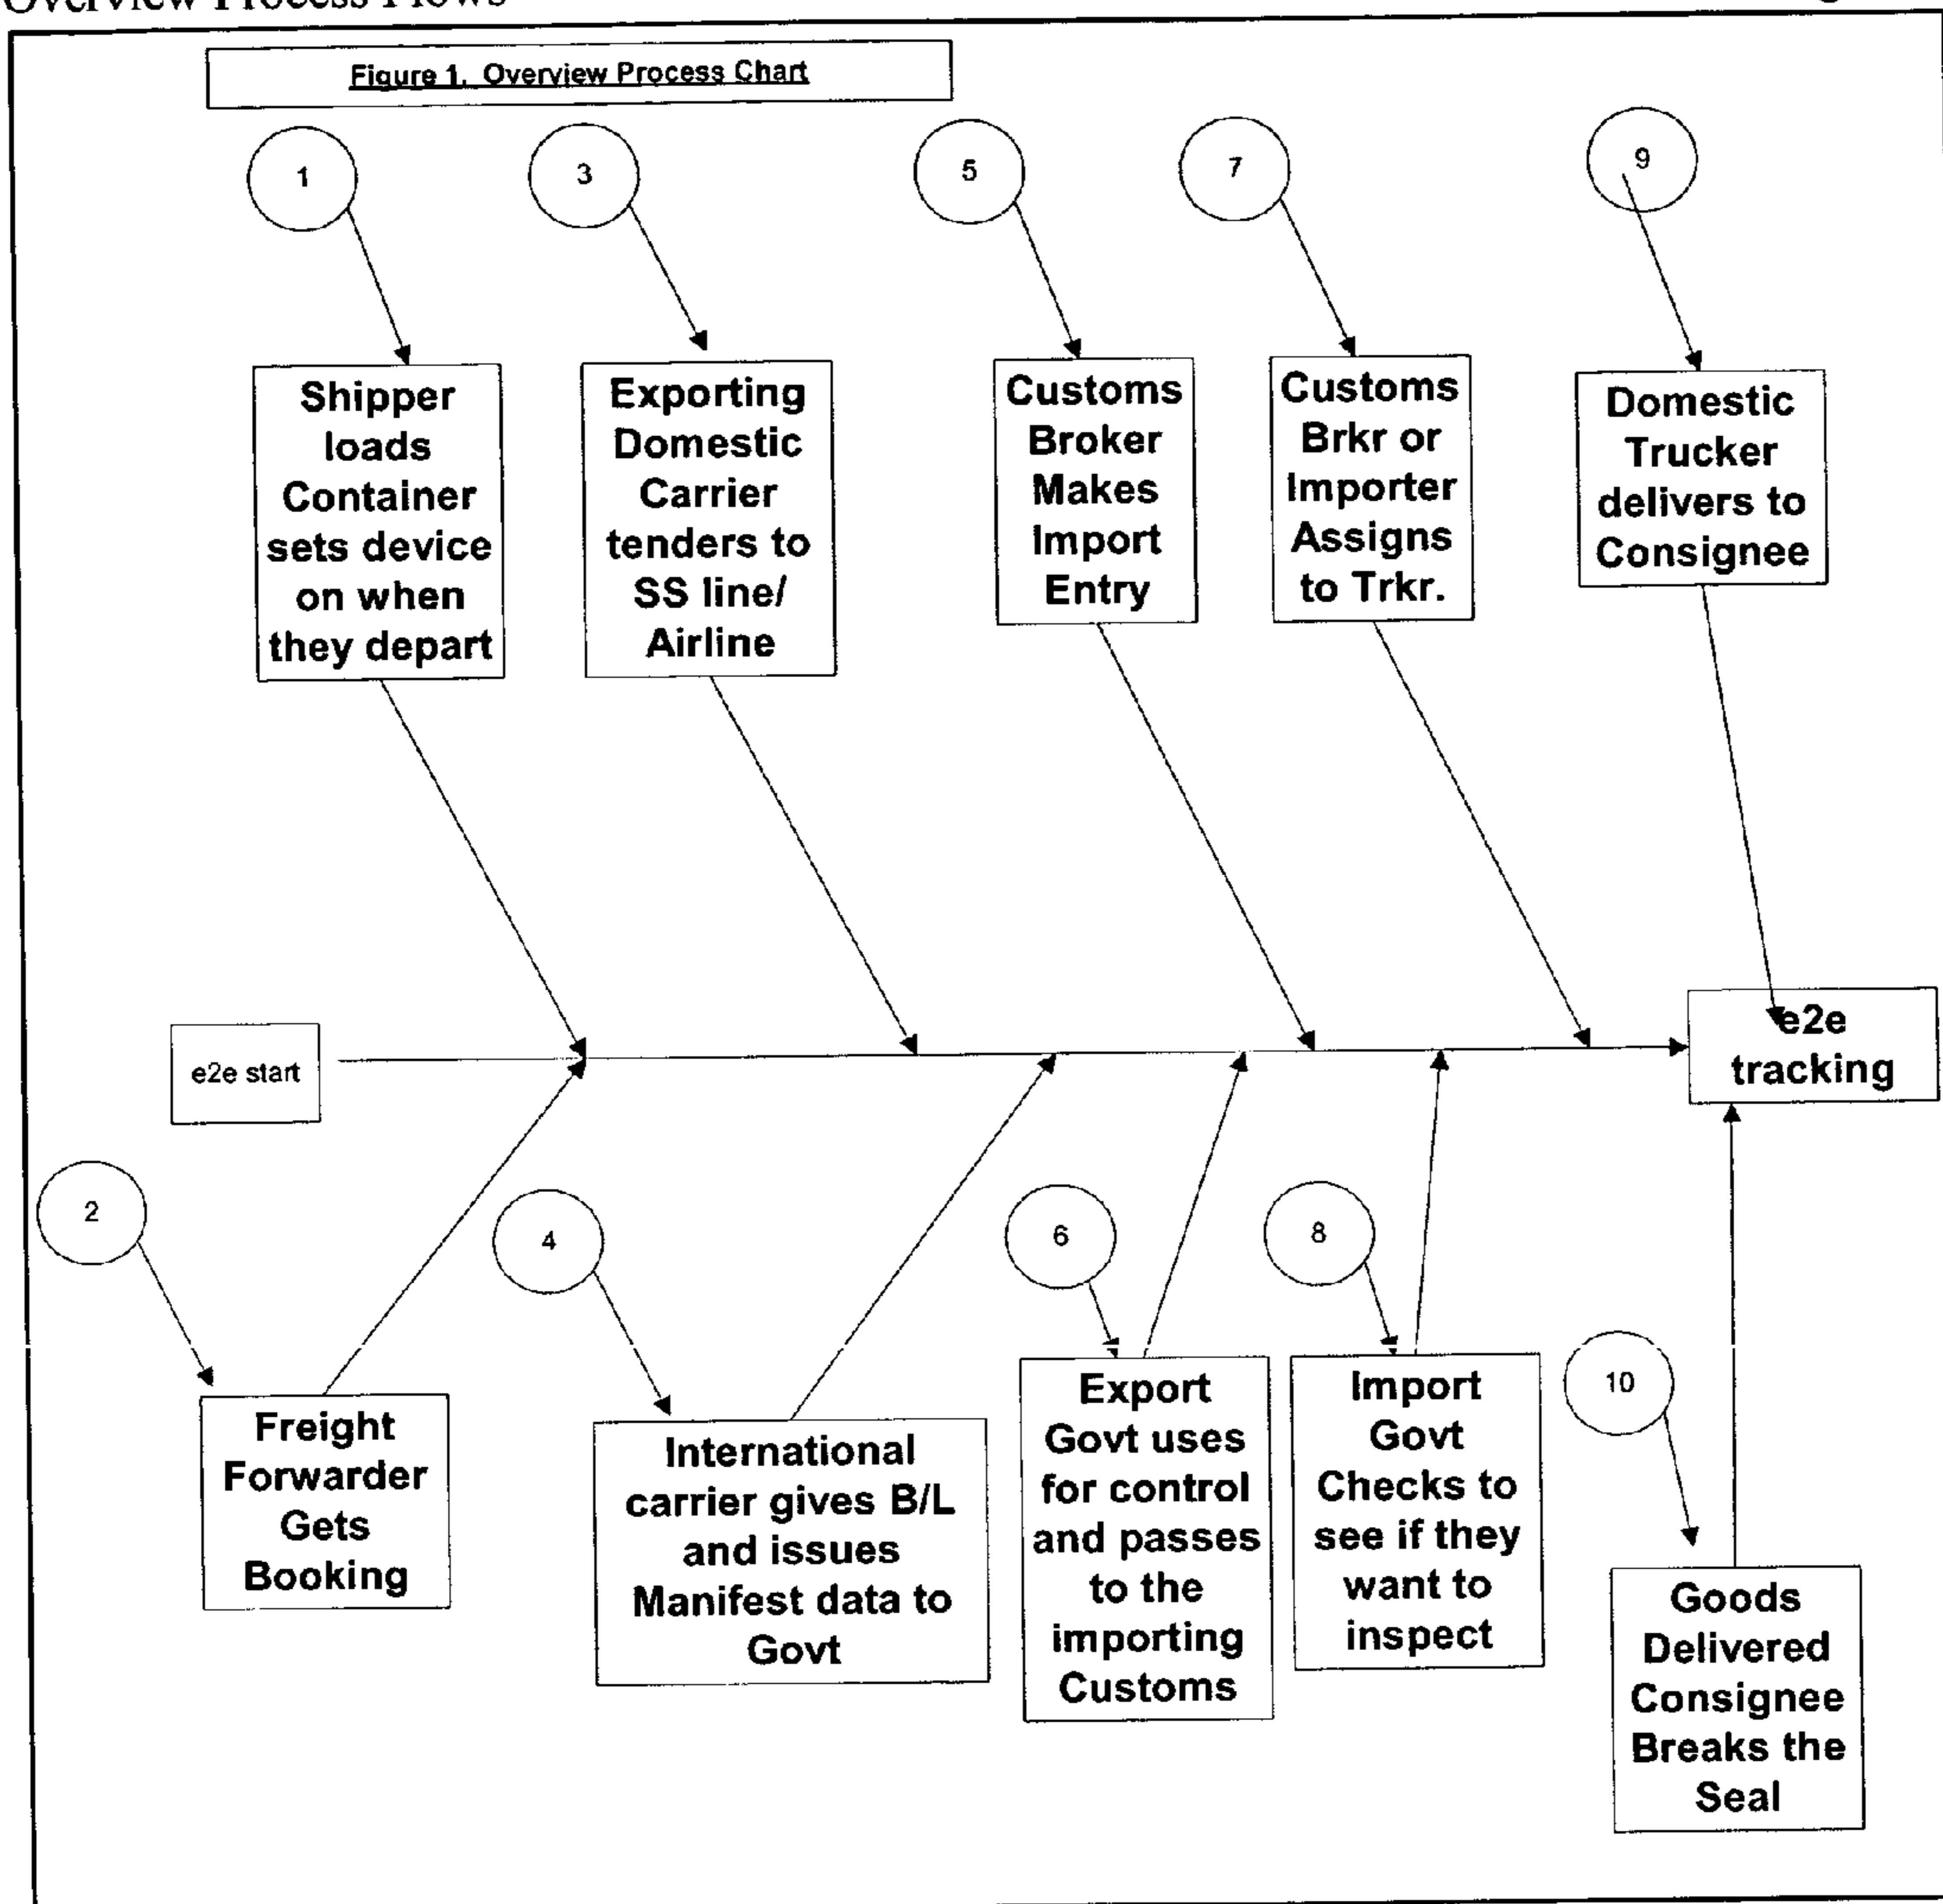 Overview Process Flows
Figure 1. Overview Process Chart
1
3
5
7
9
Shipper
loads
Container
sets device
on when
they depart
Exporting
Domestic
Carrier
tenders to
SS line/
Airline
Customs
Broker
Makes
Import
Entry
Customs
Brkr or
Importer
Assigns
to Trkr.
Domestic
Trucker
delivers to
Consignee
e2e start
e2e
tracking
2
4
6
8
10
Freight
Forwarder
Gets
Booking
International
carrier gives B/L
and issues
Manifest data to
Govt
Export
Govt uses
for control
and passes
to the
importing
Customs
Import
Govt
Checks to
see if they
want to
inspect
Goods
Delivered
Consignee
Breaks the
Seal